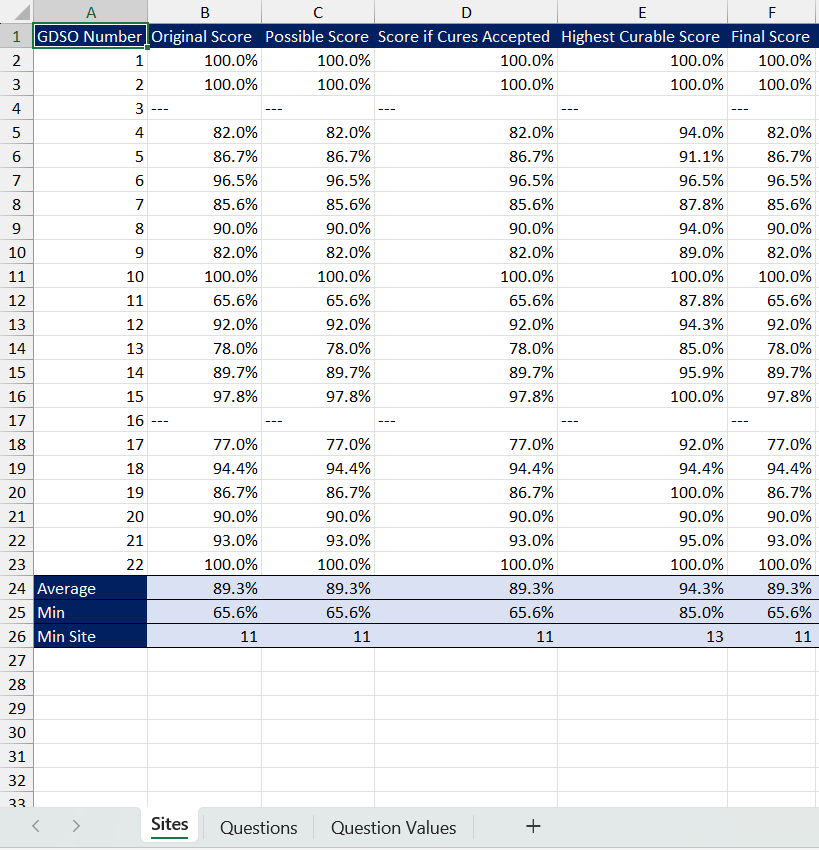 A B C D E F
1 GDSO Number Original Score Possible Score Score if Cures Accepted Highest Curable Score Final Score
2 1 100.0% 100.0% 100.0% 100.0% 100.0%
3 2 100.0% 100.0% 100.0% 100.0% 100.0%
4 3 --- --- --- --- ---
5 4 82.0% 82.0% 82.0% 94.0% 82.0%
6 5 86.7% 86.7% 86.7% 91.1% 86.7%
7 6 96.5% 96.5% 96.5% 96.5% 96.5%
8 7 85.6% 85.6% 85.6% 87.8% 85.6%
9 8 90.0% 90.0% 90.0% 94.0% 90.0%
10 9 82.0% 82.0% 82.0% 89.0% 82.0%
11 10 100.0% 100.0% 100.0% 100.0% 100.0%
12 11 65.6% 65.6% 65.6% 87.8% 65.6%
13 12 92.0% 92.0% 92.0% 94.3% 92.0%
14 13 78.0% 78.0% 78.0% 85.0% 78.0%
15 14 89.7% 89.7% 89.7% 95.9% 89.7%
16 15 97.8% 97.8% 97.8% 100.0% 97.8%
17 16 --- --- --- --- ---
18 17 77.0% 77.0% 77.0% 92.0% 77.0%
19 18 94.4% 94.4% 94.4% 94.4% 94.4%
20 19 86.7% 86.7% 86.7% 100.0% 86.7%
21 20 90.0% 90.0% 90.0% 90.0% 90.0%
22 21 93.0% 93.0% 93.0% 95.0% 93.0%
23 22 100.0% 100.0% 100.0% 100.0% 100.0%
24 Average 89.3% 89.3% 89.3% 94.3% 89.3%
25 Min 65.6% 65.6% 65.6% 85.0% 65.6%
26 Min Site 11 11 11 13 11
27
28
29
30
31
32
33
Sites Questions Question Values +